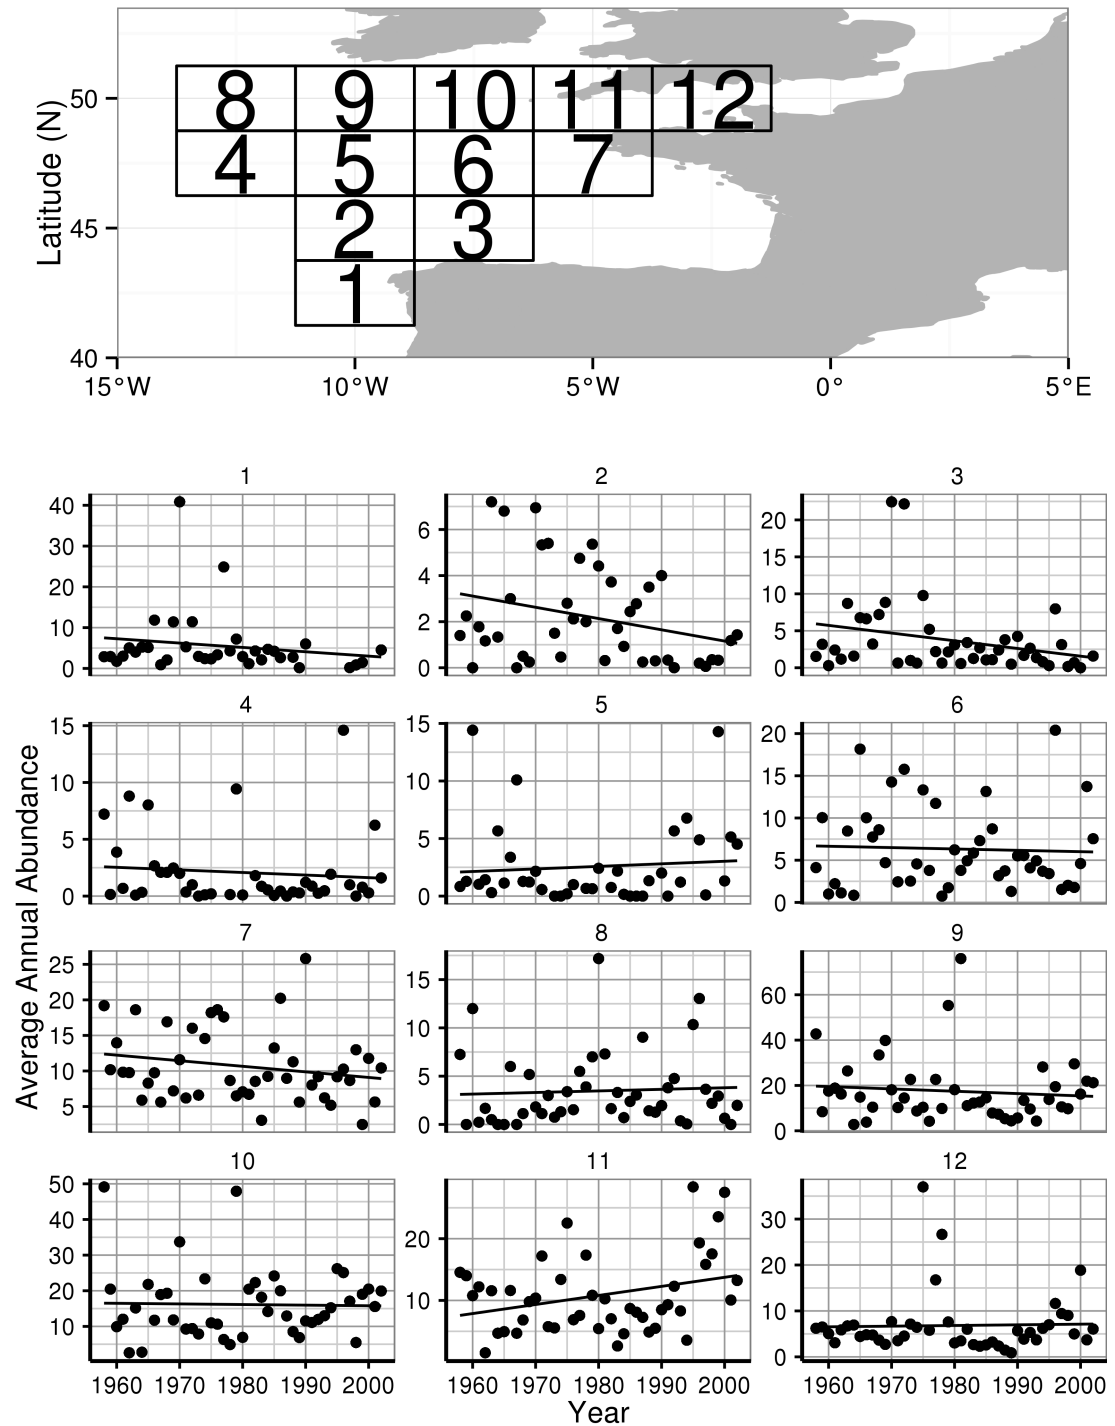 50
45
40
Latitude (N)
8 9 10 11 12
4 5 6 7
2 3
1
15°W 10°W 5°W 0° 5°E
Average Annual Abundance
1 2 3
40 30 20 10 0
6 4 2 0
20 15 10 5 0
4 5 6
15 10 5 0
15 10 5 0
20 15 10 5 0
7 8 9
25 20 15 10 5
15 10 5 0
60 40 20 0
10 11 12
50 40 30 20 10
20 10
30 20 10 0
1960 1970 1980 1990 2000 1960 1970 1980 1990 2000 1960 1970 1980 1990 2000
Year